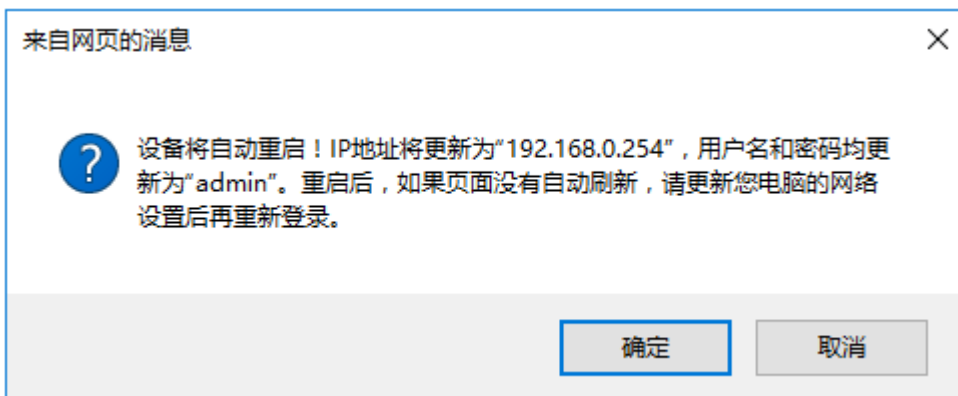 来自网页的消息
设备将自动重启！IP地址将更新为“192.168.0.254”，用户名和密码均更
新为“admin”。重启后，如果页面没有自动刷新，请更新您电脑的网络
设置后再重新登录。
确定
取消